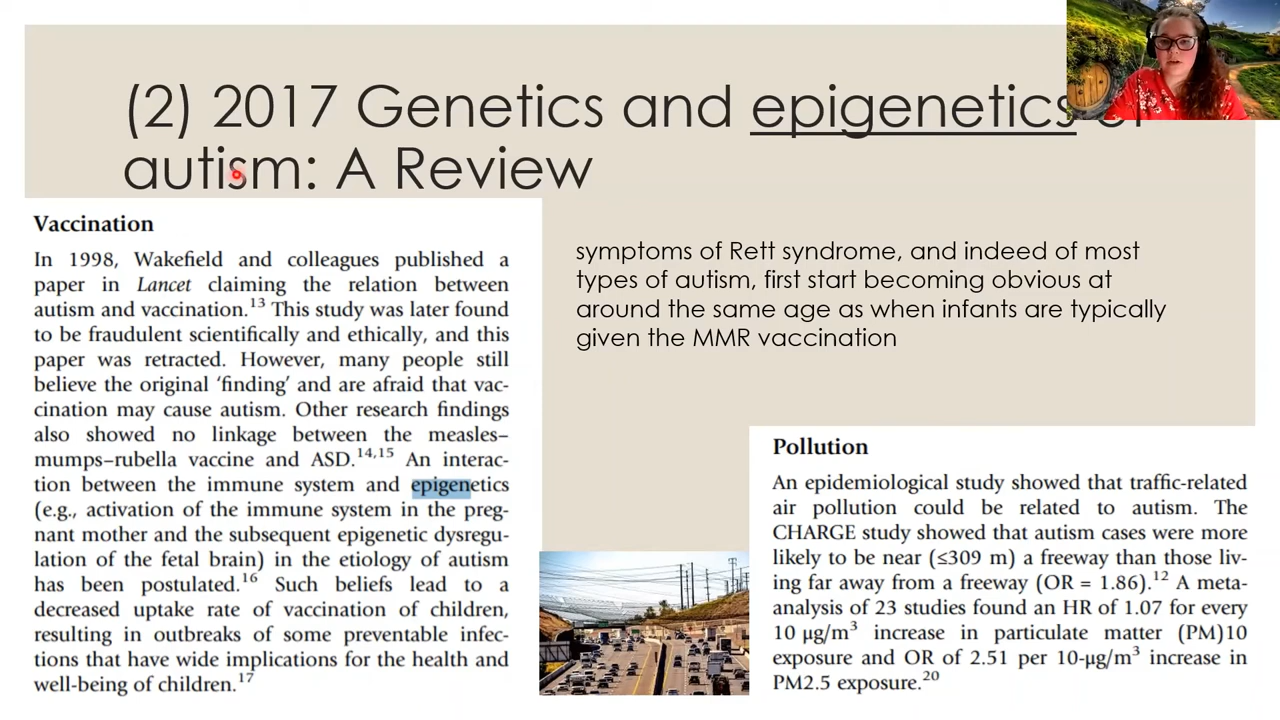 (2) 2017 Genetics and epigenetics of
autism: A Review
Vaccination
In 1998, Wakefield and colleagues published a
paper in Lancet claiming the relation between
autism and vaccination.13 This study was later found
to be fraudulent scientifically and ethically, and this
paper was retracted. However, many people still
believe the original ‘finding’ and are afraid that vac-
cination may cause autism. Other research findings
also showed no linkage between the measles–
mumps–rubella vaccine and ASD.14,15 An interac-
tion between the immune system and epigenetics
(e.g., activation of the immune system in the preg-
nant mother and the subsequent epigenetic dysregu-
lation of the fetal brain) in the etiology of autism
has been postulated.16 Such beliefs lead to a
decreased uptake rate of vaccination of children,
resulting in outbreaks of some preventable infec-
tions that have wide implications for the health and
well-being of children.17
symptoms of Rett syndrome, and indeed of most
types of autism, first start becoming obvious at
around the same age as when infants are typically
given the MMR vaccination
Pollution
An epidemiological study showed that traffic-related
air pollution could be related to autism. The
CHARGE study showed that autism cases were more
likely to be near (≤309 m) a freeway than those liv-
ing far away from a freeway (OR = 1.86).12 A meta-
analysis of 23 studies found an HR of 1.07 for every
10 μg/m3 increase in particulate matter (PM)10
exposure and OR of 2.51 per 10-μg/m3 increase in
PM2.5 exposure.20